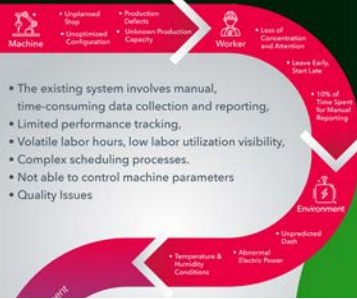 Machine
• Unplanned
Stop
• Unoptimized
Configuration
• Production
Defects
• Unknown Production
Capacity
Worker
• Loss of
Concentration
and Attention
• Leave Early,
Start Late
• 10% of
Time Spent
for Manual
Reporting
Environment
• Unpredicted
Dash
• Abnormal
Electric Power
• Temperature &
Humidity
Conditions
• The existing system involves manual,
time-consuming data collection and reporting,
• Limited performance tracking,
• Volatile labor hours, low labor utilization visibility,
• Complex scheduling processes.
• Not able to control machine parameters
• Quality Issues